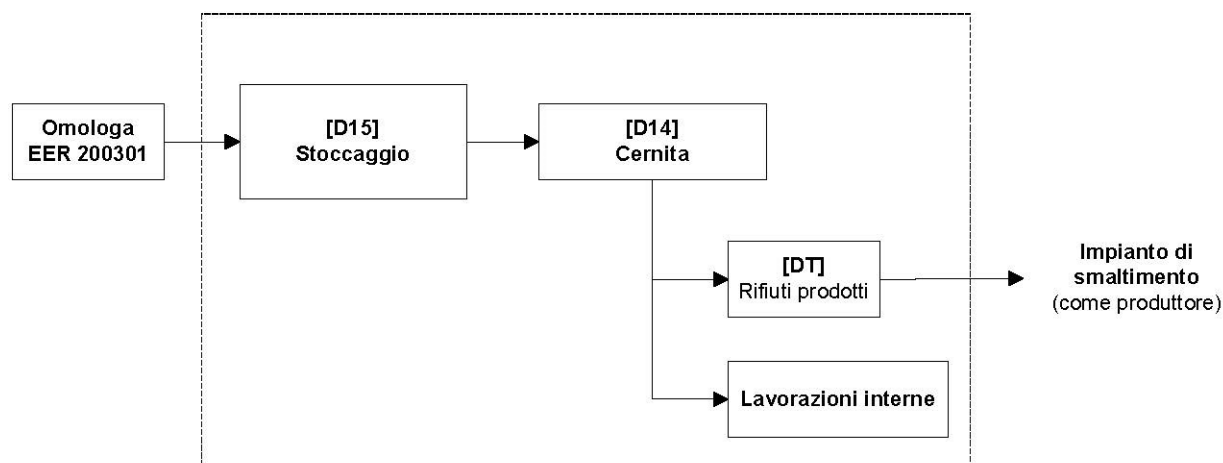 Omologa
EER 200301
[D15]
Stoccaggio
[D14]
Cernita
[DT]
Rifiuti prodotti
Impianto di
smaltimento
(come produttore)
Lavorazioni interne